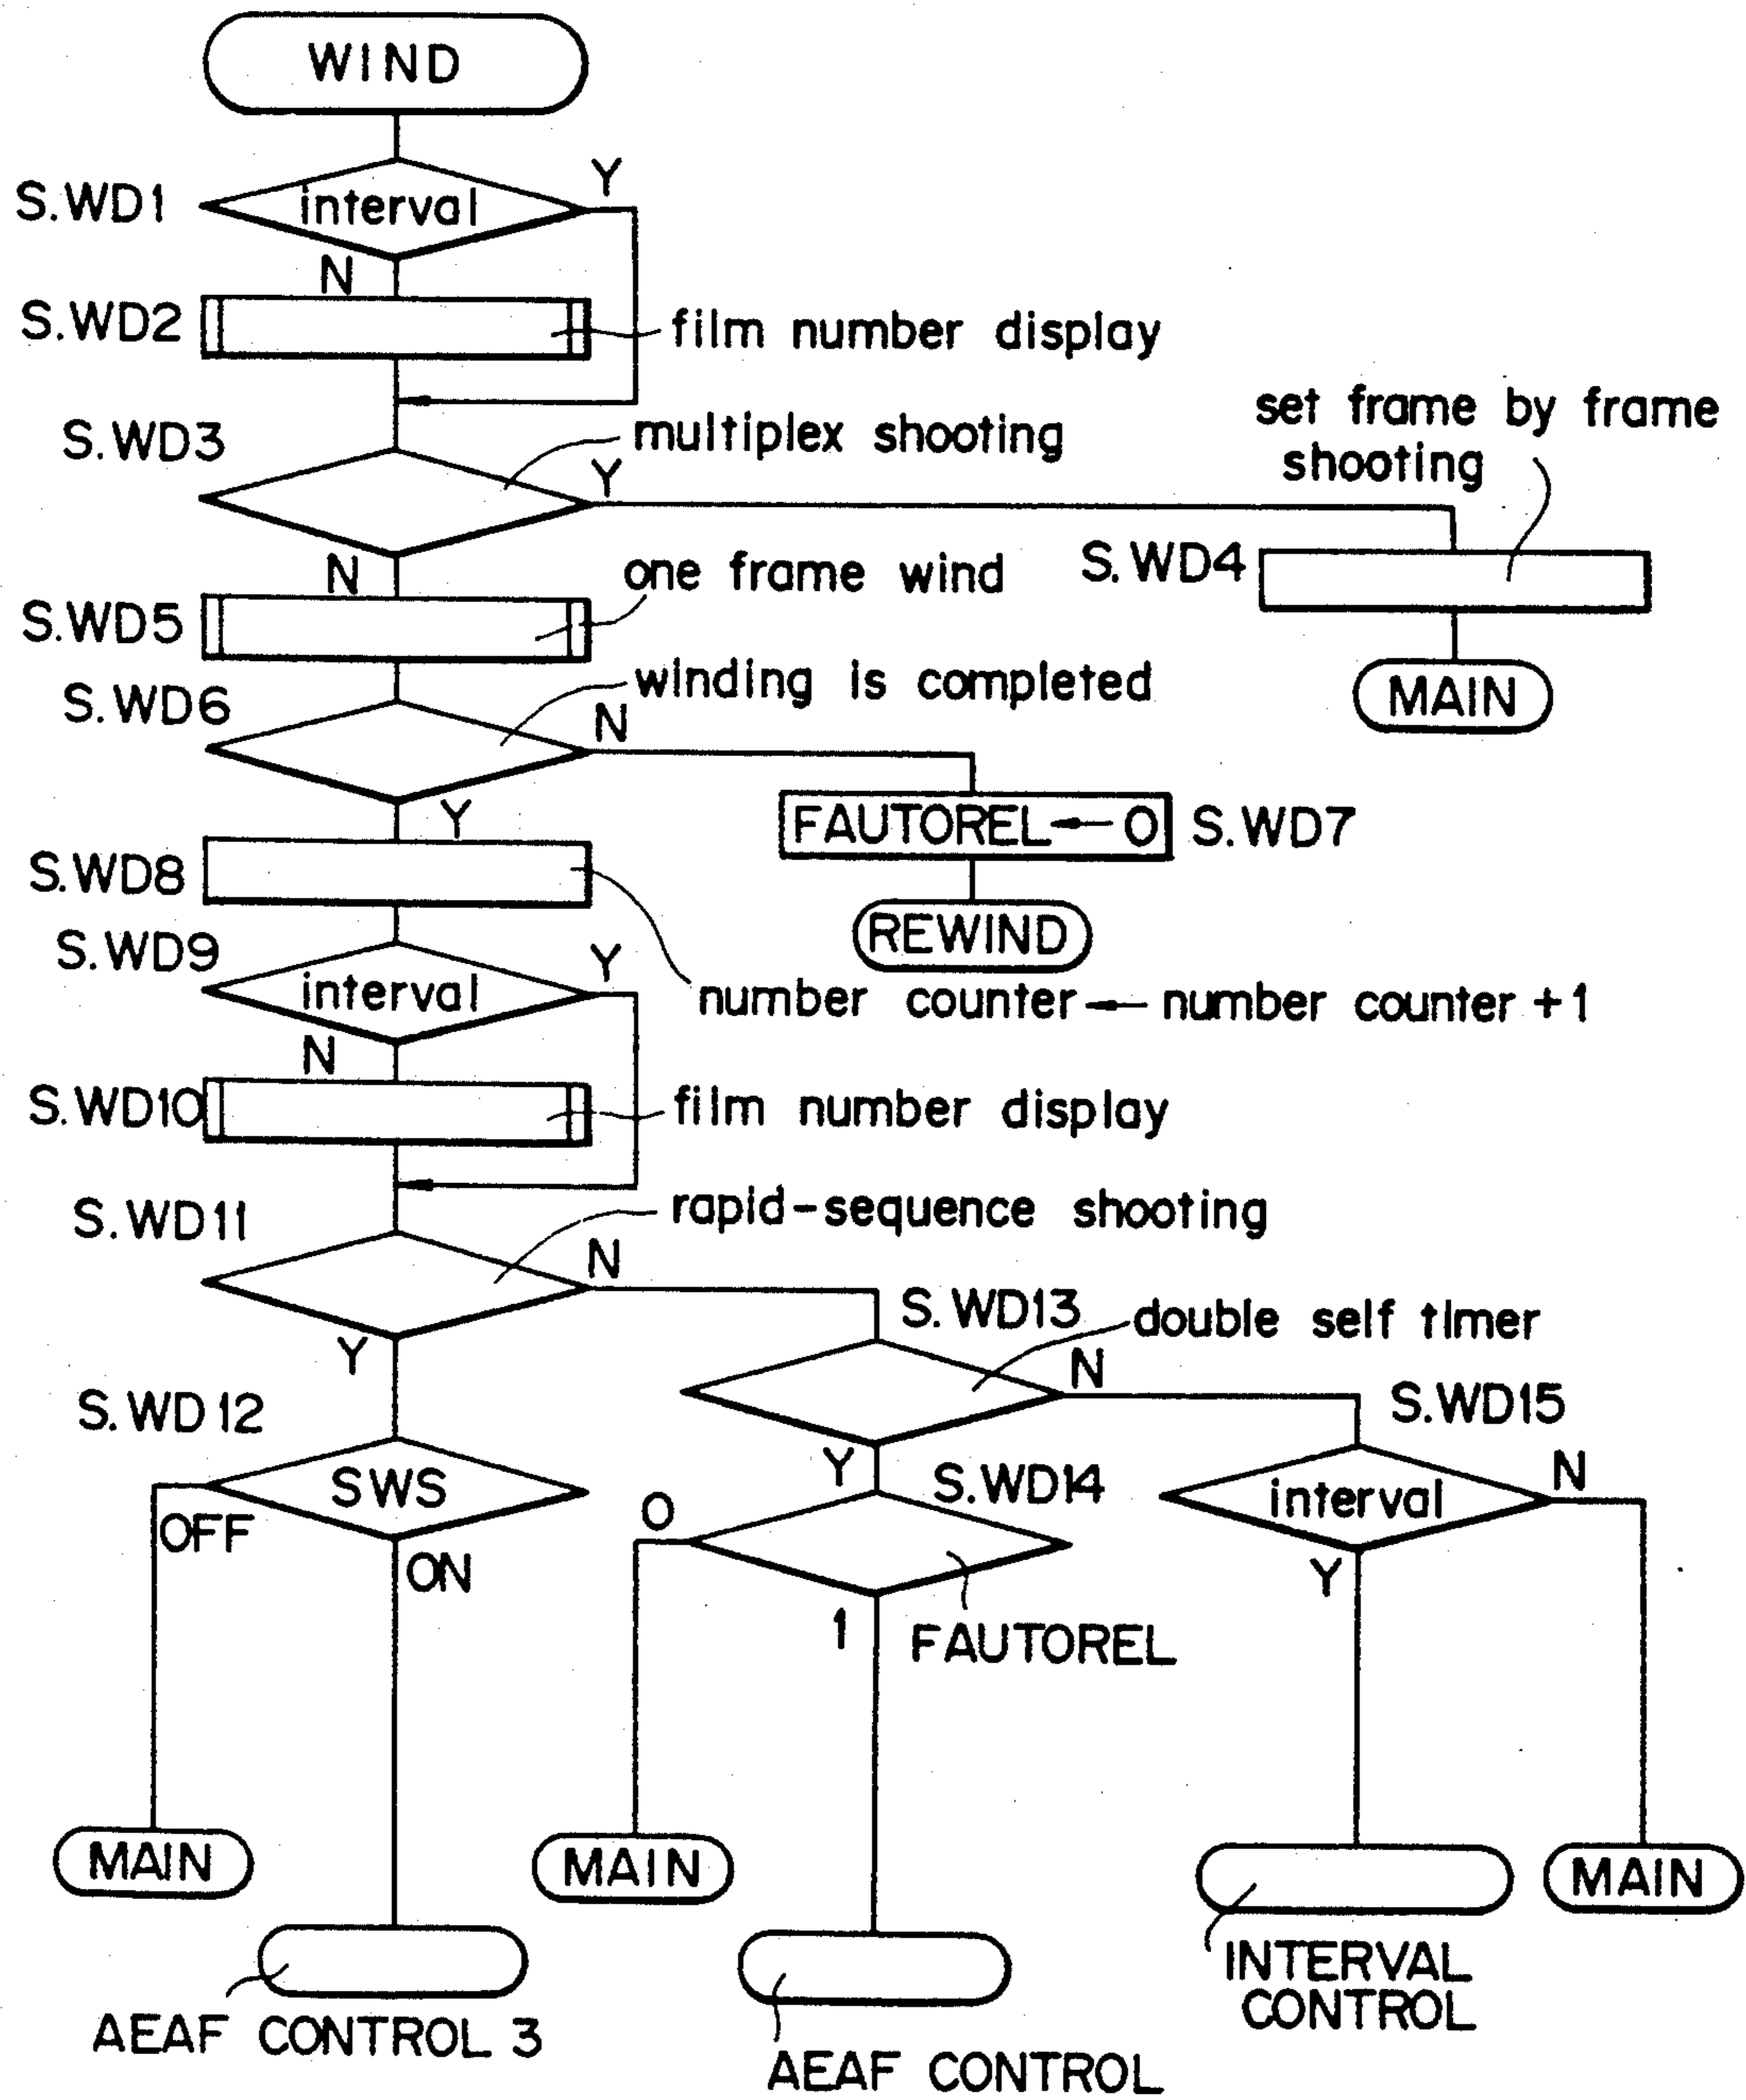 WIND
S.WD1
interval
Y
N
S.WD2
film number display
S.WD3
multiplex shooting
Y
set frame by frame
shooting
N
S.WD4
one frame wind
S.WD5
MAIN
S.WD6
winding is completed
N
Y
FAUTOREL←0
S.WD7
S.WD8
REWIND
number counter←number counter+1
S.WD9
interval
Y
N
S.WD10
film number display
S.WD11
rapid-sequence shooting
N
Y
S.WD13
double self timer
N
S.WD12
S.WD15
SWS
OFF
ON
Y
S.WD14
0
1
FAUTOREL
interval
N
Y
MAIN
MAIN
MAIN
AEAF CONTROL 3
AEAF CONTROL
INTERVAL
CONTROL